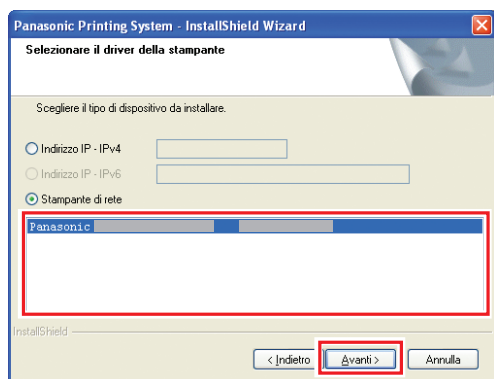 Panasonic Printing System - InstallShield Wizard
Selezionare il driver della stampante
Scegliere il tipo di dispositivo da installare.
Indirizzo IP - IPv4
Indirizzo IP - IPv6
Stampante di rete
Panasonic
InstallShield
< Indietro Avanti > Annulla